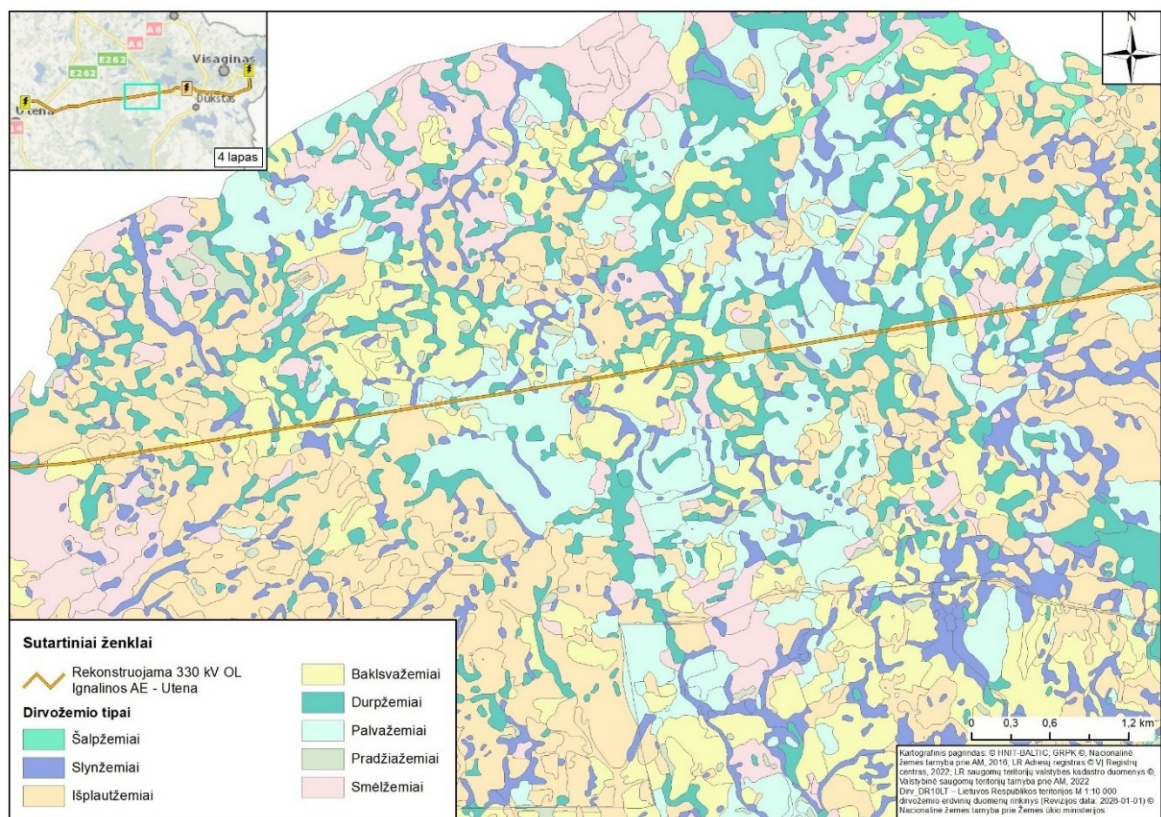 E262
A6
A6
E262
Visaginas
Dūkštas
Utena
4 lapas
N
Sutartiniai ženklai
Rekonstruojama 330 kV OL
Ignalinos AE - Utena
Dirvožemio tipai
Šalpžemiai
Slynžemiai
Išplautžemiai
Baklsvažemiai
Durpžemiai
Palvažemiai
Pradžiažemiai
Smėlžemiai
0 0,3 0,6 1,2 km
Kartografinis pagrindas: © HNIT-BALTIC, GRPK ©, Nacionalinė
žemės tarnyba prie AM, 2016; LR Adresų registras © VĮ Registrų
centras, 2022; LR saugomų teritorijų valstybės kadastro duomenys ©,
Valstybinė saugomų teritorijų tarnyba prie AM, 2022
Dirv_DR10LT – Lietuvos Respublikos teritorijos M 1:10 000
dirvožemio erdvinių duomenų rinkinys (Revizijos data: 2026-01-01) ©
Nacionalinė žemės tarnyba prie Žemės ūkio ministerijos